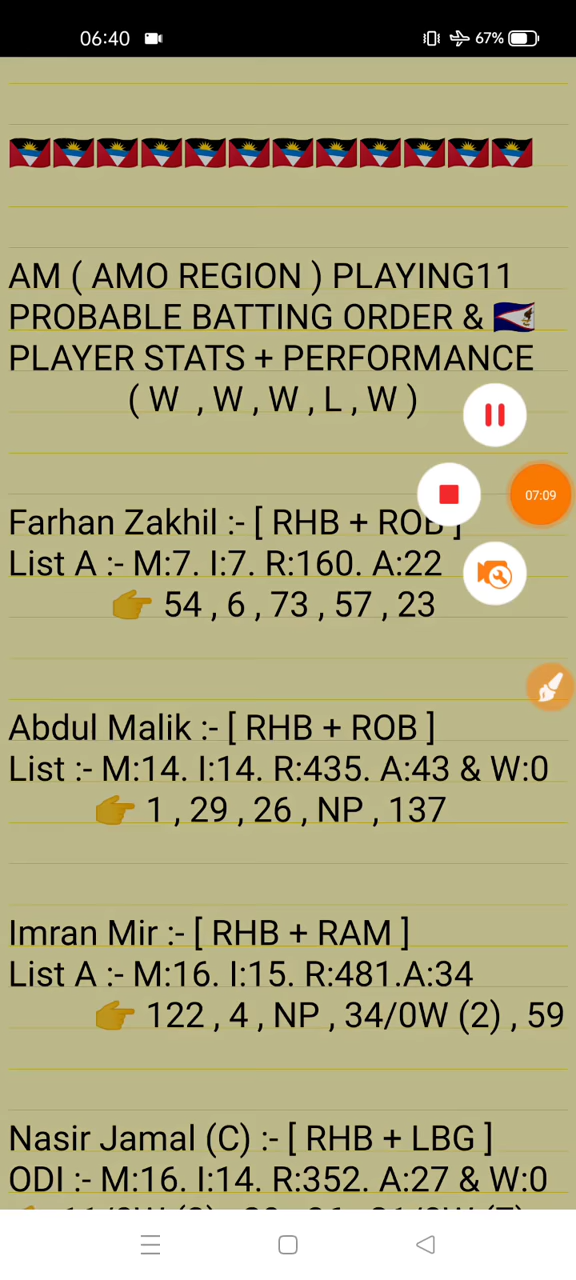 06:40
67%
AM ( AMO REGION ) PLAYING11
PROBABLE BATTING ORDER &
PLAYER STATS + PERFORMANCE
( W , W , W , L , W )
07:09
Farhan Zakhil :- [ RHB + ROB ]
List A :- M:7. I:7. R:160. A:22
54 , 6 , 73 , 57 , 23
Abdul Malik :- [ RHB + ROB ]
List :- M:14. I:14. R:435. A:43 & W:0
1 , 29 , 26 , NP , 137
Imran Mir :- [ RHB + RAM ]
List A :- M:16. I:15. R:481.A:34
122 , 4 , NP , 34/0W (2) , 59
Nasir Jamal (C) :- [ RHB + LBG ]
ODI :- M:16. I:14. R:352. A:27 & W:0